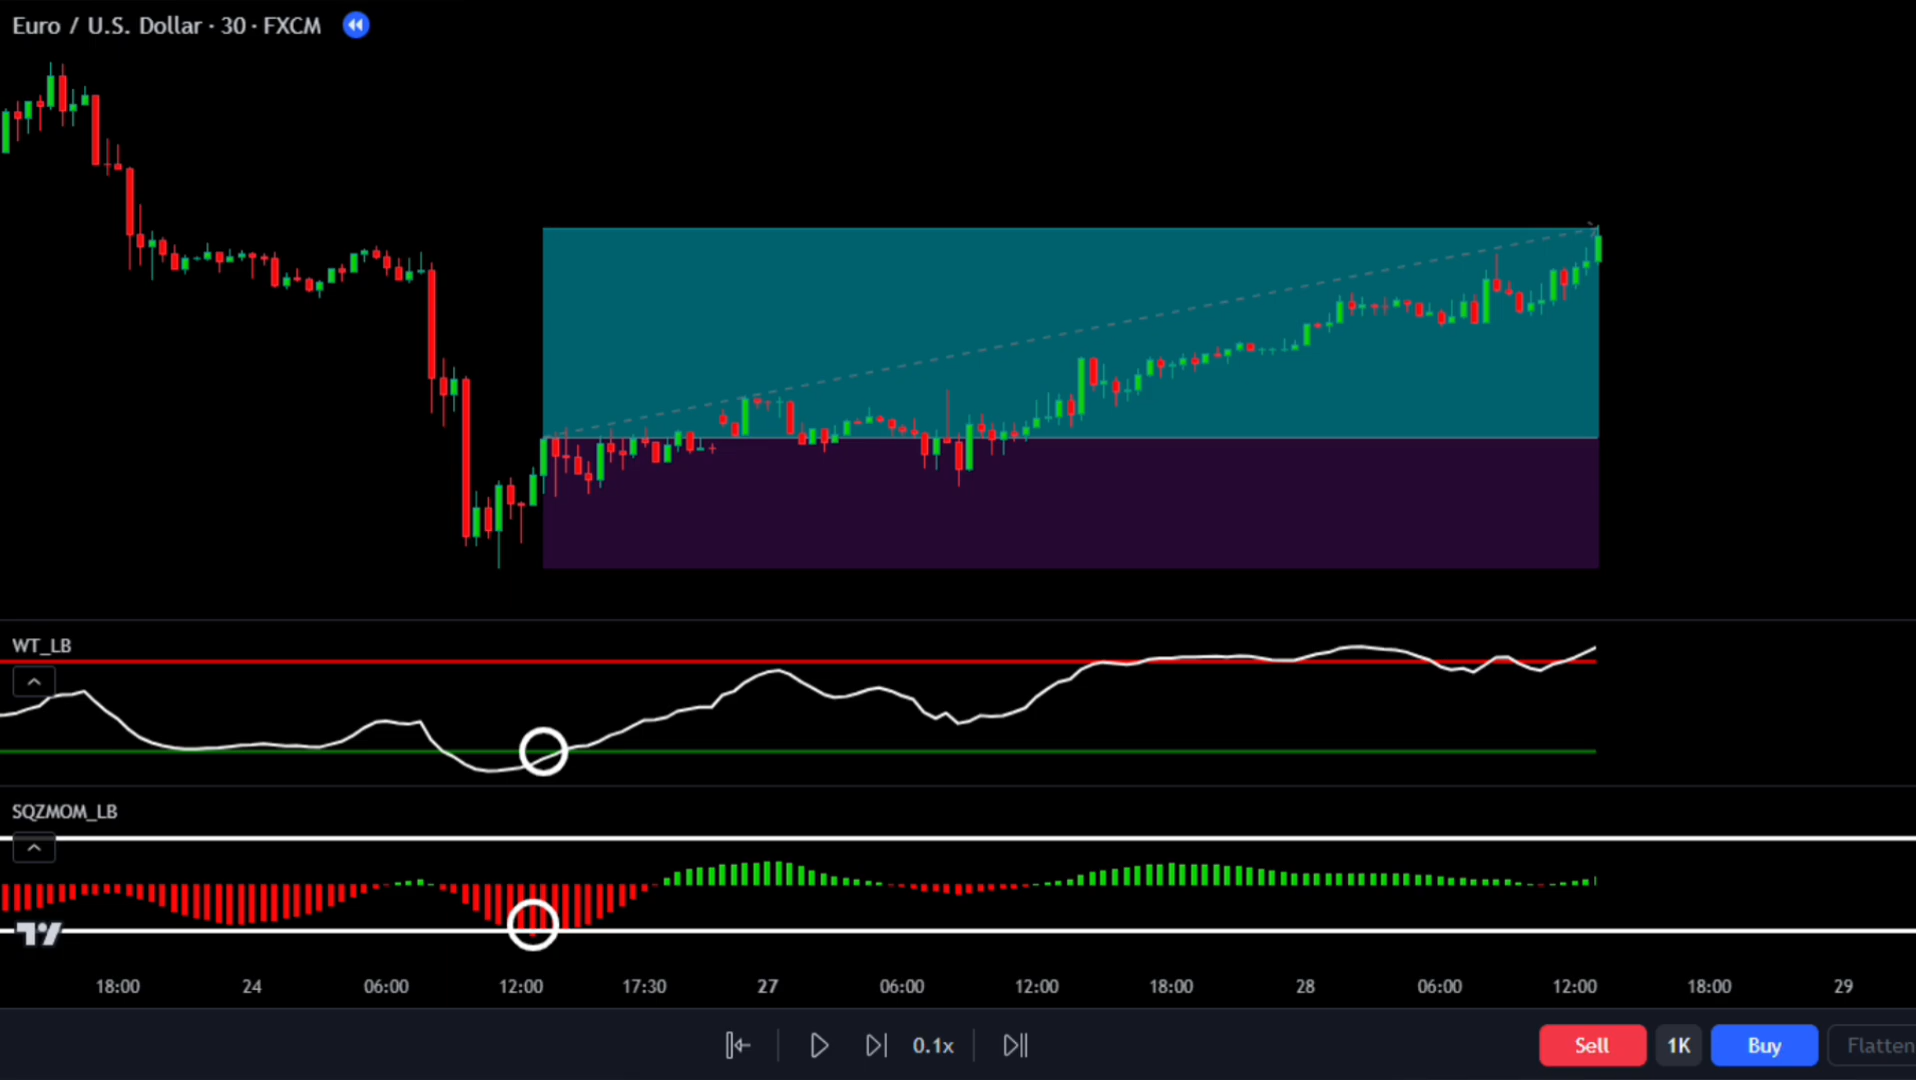 Euro / U.S. Dollar · 30 · FXCM
WT_LB
SQZMOM_LB
18:00 24 06:00 12:00 17:30 27 06:00 12:00 18:00 28 06:00 12:00 18:00 29
0.1x Sell 1K Buy Flatten